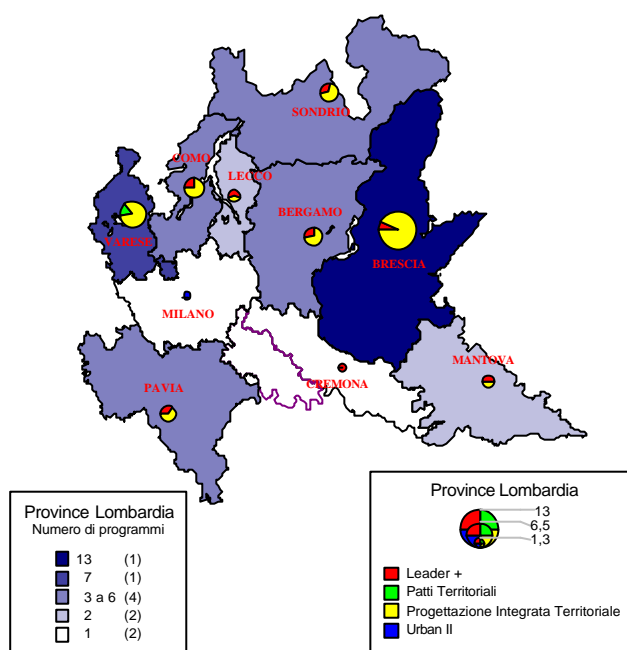 SONDRIO
COMO
LECCO
BERGAMO
VARESE
BRESCIA
MILANO
MANTOVA
CREMONA
PAVIA
Province Lombardia
Numero di programmi
13 (1)
7 (1)
3 a 6 (4)
2 (2)
1 (2)
Province Lombardia
13
6,5
1,3
Leader +
Patti Territoriali
Progettazione Integrata Territoriale
Urban II